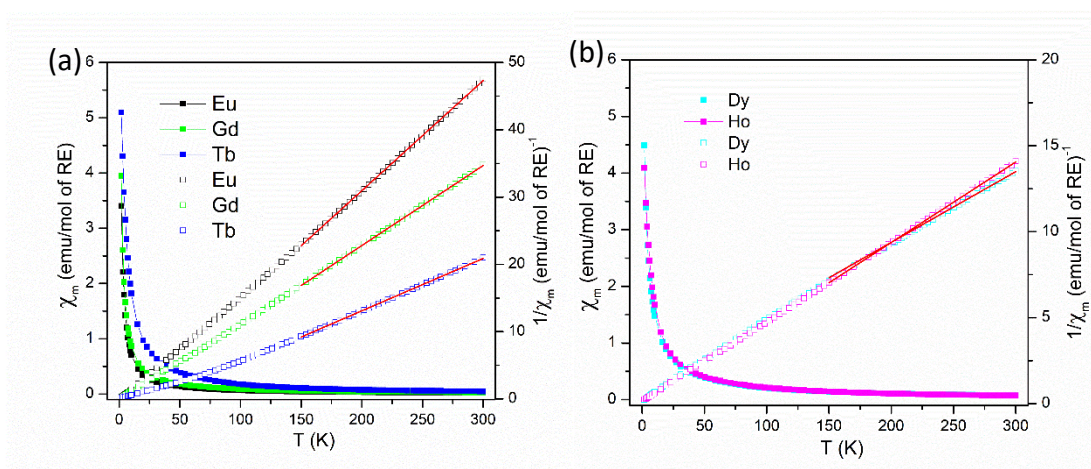 (a)
6
5
4
3
2
1
0
χm (emu/mol of RE)
Eu
Gd
Tb
Eu
Gd
Tb
50
40
30
20
10
0
1/χm (emu/mol of RE)⁻¹
0 50 100 150 200 250 300
T (K)
(b)
6
5
4
3
2
1
0
χm (emu/mol of RE)
Dy
Ho
Dy
Ho
20
15
10
5
0
1/χm (emu/mol of RE)⁻¹
0 50 100 150 200 250 300
T (K)